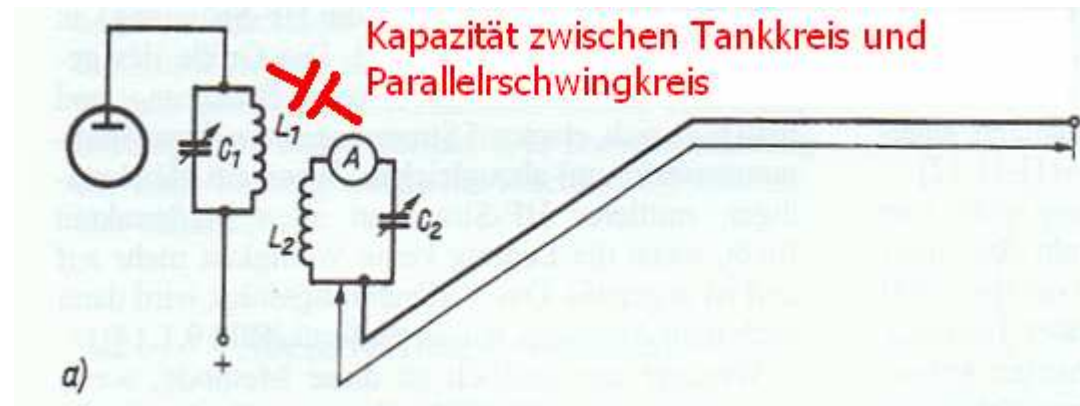 Kapazität zwischen Tankkreis und
Parallelrschwingkreis
C1
L1
A
L2
C2
+
a)